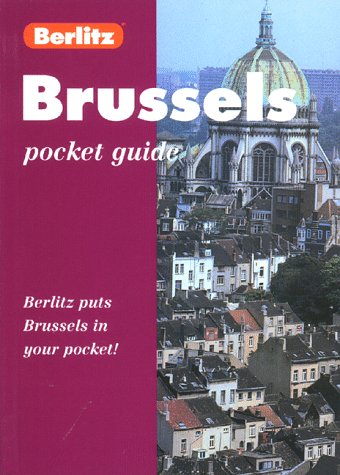 Berlitz
Brussels
pocket guide
Berlitz puts
Brussels in
your pocket!